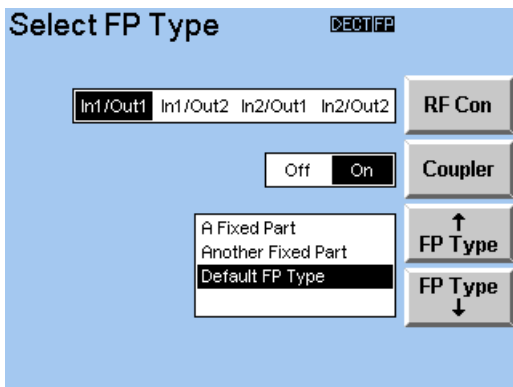 Select FP Type DECT FP
In1/Out1 In1/Out2 In2/Out1 In2/Out2 RF Con
Off On Coupler
A Fixed Part
Another Fixed Part
Default FP Type
↑
FP Type
FP Type
↓